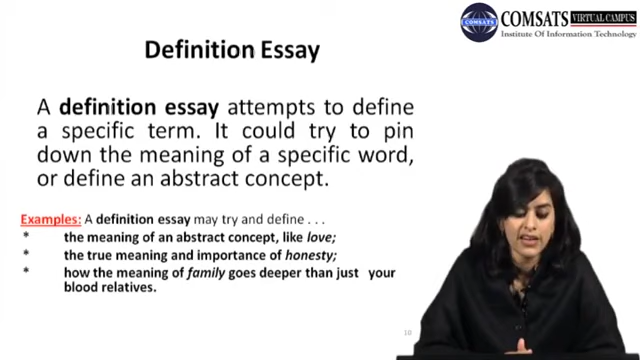 COMSATS VIRTUAL CAMPUS
Institute Of Information Technology
COMSATS
Definition Essay
A definition essay attempts to define
a specific term. It could try to pin
down the meaning of a specific word,
or define an abstract concept.
Examples: A definition essay may try and define . . .
* the meaning of an abstract concept, like love;
* the true meaning and importance of honesty;
* how the meaning of family goes deeper than just your
blood relatives.
10